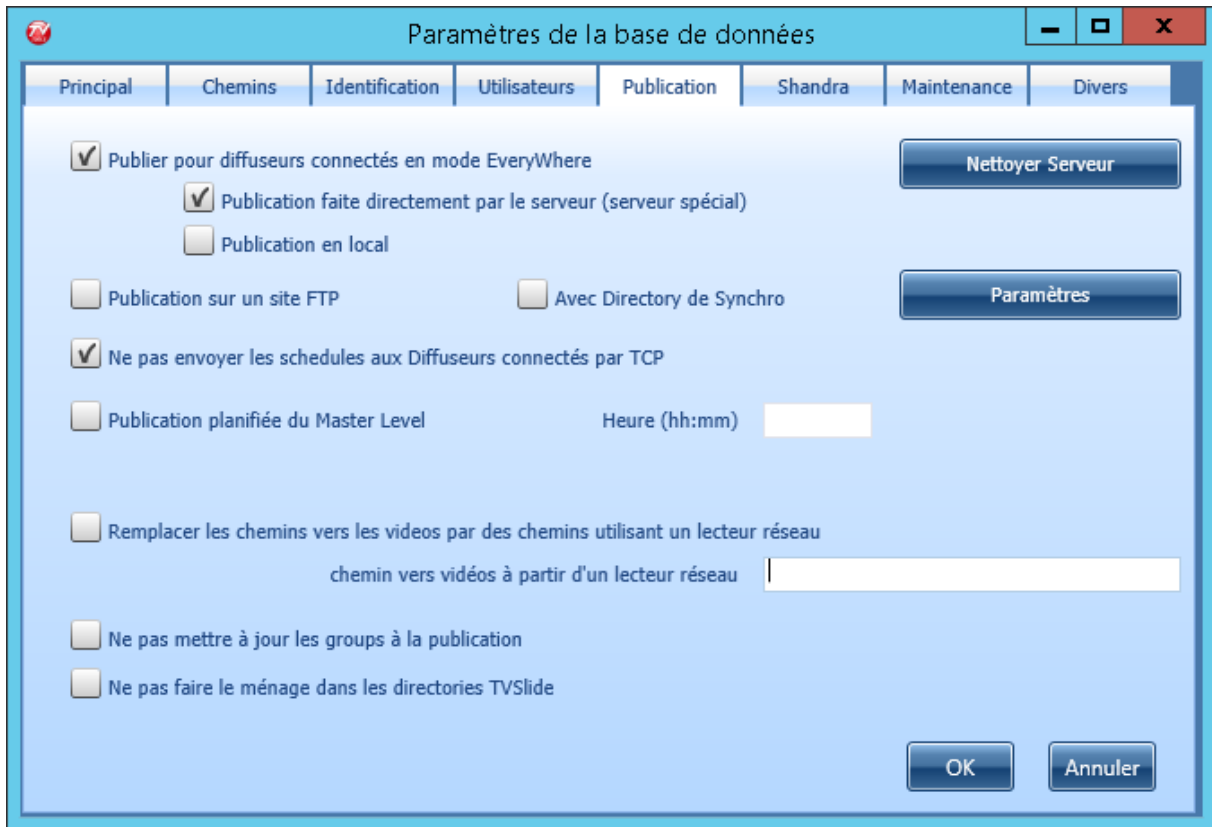 Paramètres de la base de données
Principal Chemins Identification Utilisateurs Publication Shandra Maintenance Divers
Publier pour diffuseurs connectés en mode EveryWhere Nettoyer Serveur
Publication faite directement par le serveur (serveur spécial)
Publication en local
Publication sur un site FTP Avec Directory de Synchro Paramètres
Ne pas envoyer les schedules aux Diffuseurs connectés par TCP
Publication planifiée du Master Level Heure (hh:mm)
Remplacer les chemins vers les videos par des chemins utilisant un lecteur réseau
chemin vers vidéos à partir d'un lecteur réseau
Ne pas mettre à jour les groups à la publication
Ne pas faire le ménage dans les directories TVSlide
OK Annuler